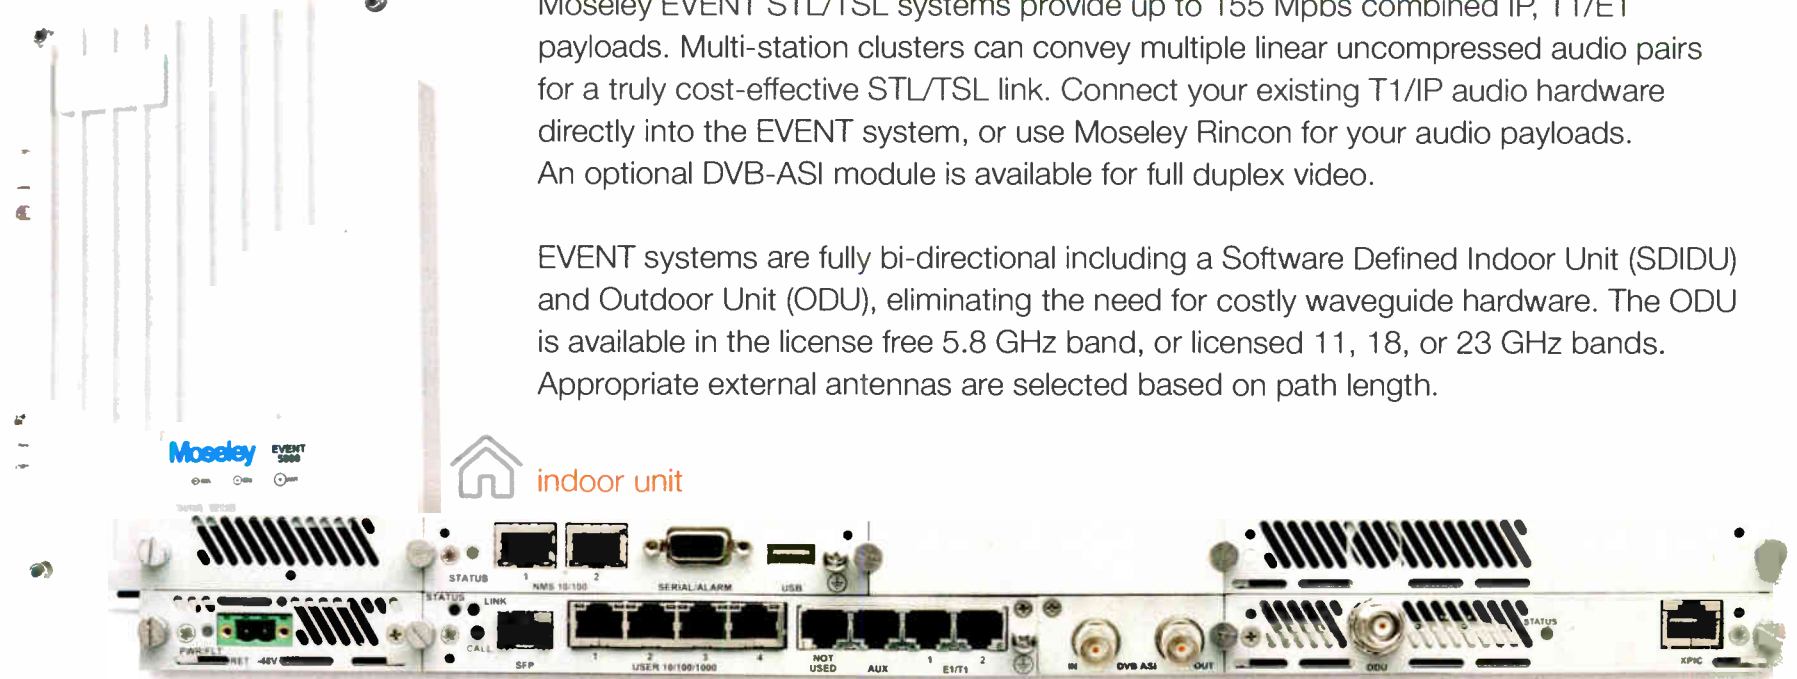 Moseley EVENT STL/TSL systems provide up to 155 Mbps combined IP, T1/E1
payloads. Multi-station clusters can convey multiple linear uncompressed audio pairs
for a truly cost-effective STL/TSL link. Connect your existing T1/IP audio hardware
directly into the EVENT system, or use Moseley Rincon for your audio payloads.
An optional DVB-ASI module is available for full duplex video.
EVENT systems are fully bi-directional including a Software Defined Indoor Unit (SDIDU)
and Outdoor Unit (ODU), eliminating the need for costly waveguide hardware. The ODU
is available in the license free 5.8 GHz band, or licensed 11, 18, or 23 GHz bands.
Appropriate external antennas are selected based on path length.
Moseley EVENT
5800
indoor unit
STATUS
1 2
NMS 10/100
SERIAL/ALARM
USB
STATUS
LINK
CALL
SFP
1 2 3 4
USER 10/100/1000
NOT
USED
AUX
1 2
E1/T1
IN DVB ASI OUT
ODU
STATUS
XPIC
PWR/FLT
RET -48V